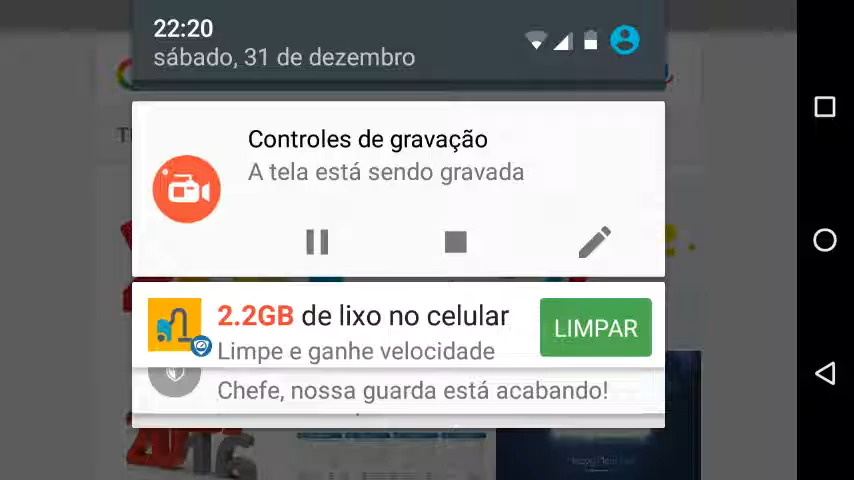 22:20
sábado, 31 de dezembro
Controles de gravação
A tela está sendo gravada
2.2GB de lixo no celular
LIMPAR
Limpe e ganhe velocidade
Chefe, nossa guarda está acabando!